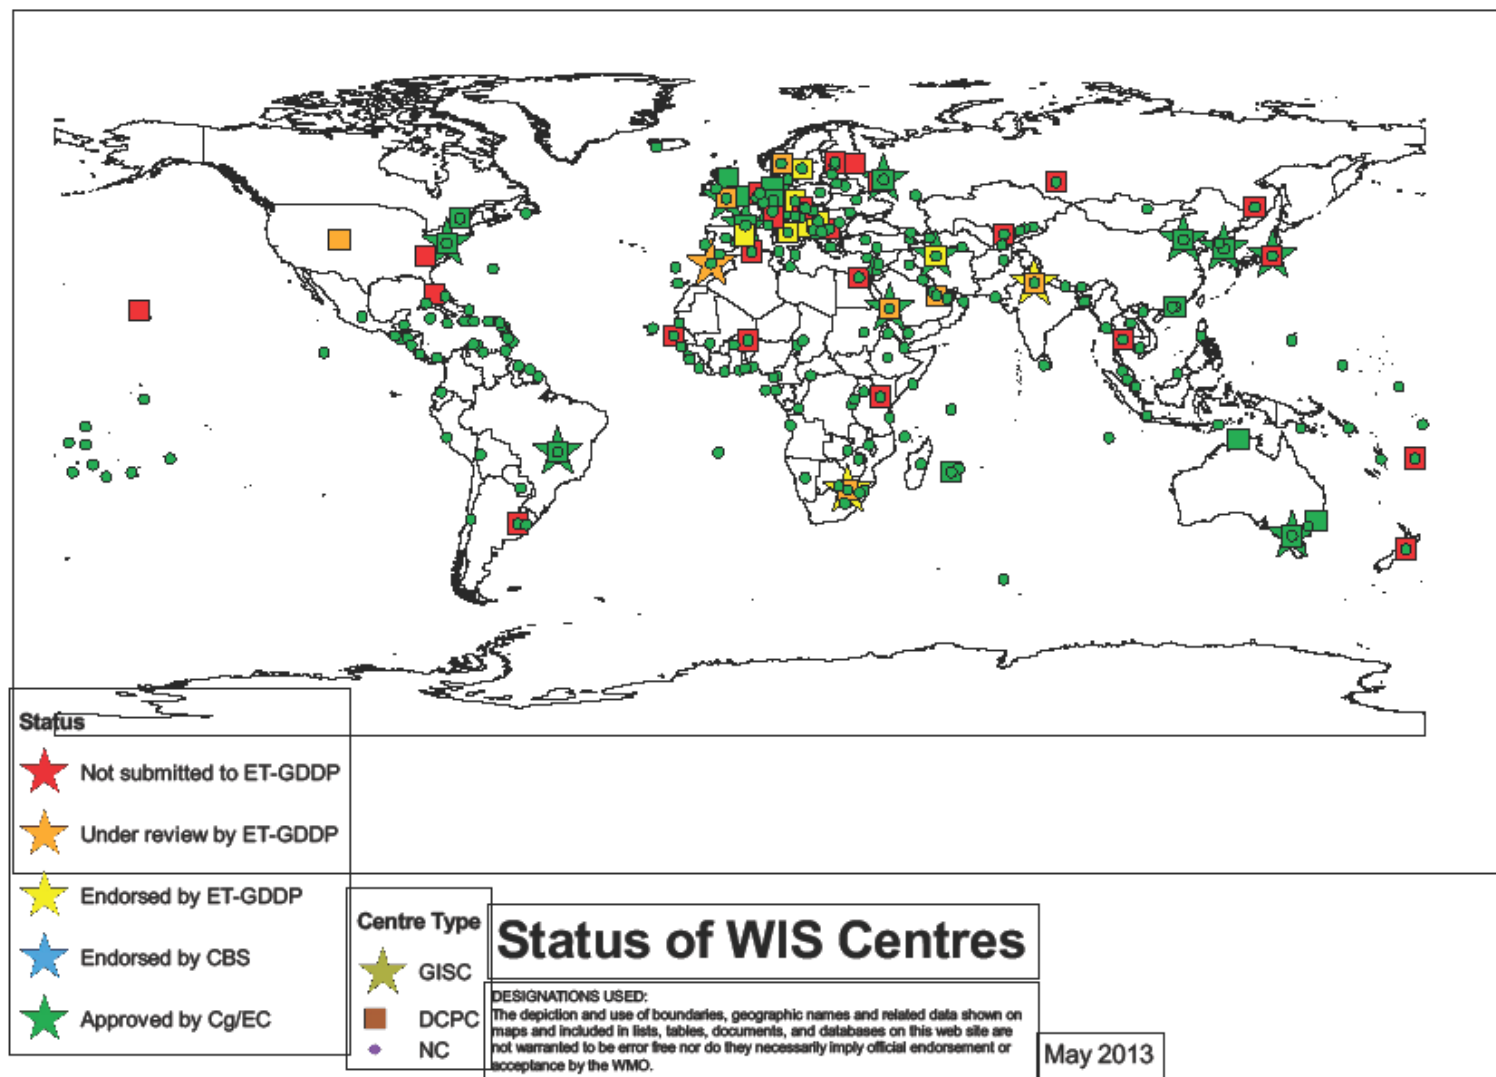 Status
Not submitted to ET-GDDP
Under review by ET-GDDP
Endorsed by ET-GDDP
Endorsed by CBS
Approved by Cg/EC
Centre Type
GISC
DCPC
NC
Status of WIS Centres
DESIGNATIONS USED:
The depiction and use of boundaries, geographic names and related data shown on
maps and included in lists, tables, documents, and databases on this web site are
not warranted to be error free nor do they necessarily imply official endorsement or
acceptance by the WMO.
May 2013